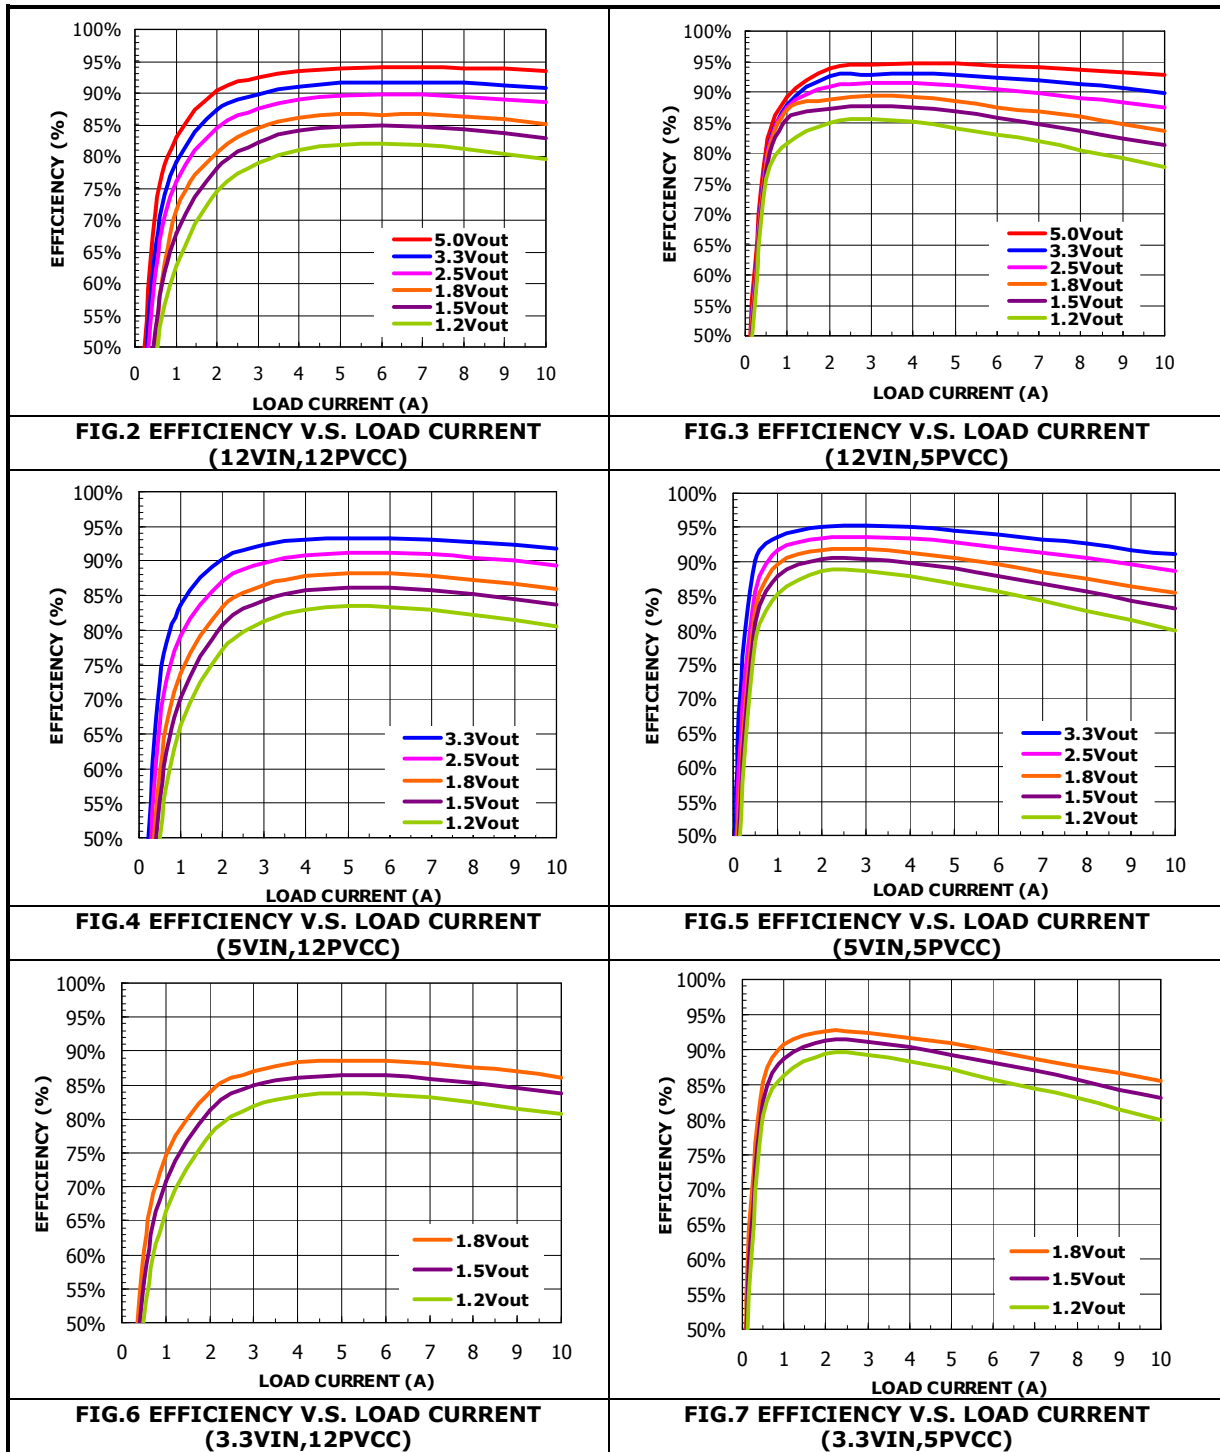 100%
95%
90%
85%
80%
75%
70%
65%
60%
55%
50%
EFFICIENCY (%)
5.0Vout
3.3Vout
2.5Vout
1.8Vout
1.5Vout
1.2Vout
0 1 2 3 4 5 6 7 8 9 10
LOAD CURRENT (A)
FIG.2 EFFICIENCY V.S. LOAD CURRENT
(12VIN,12PVCC)
100%
95%
90%
85%
80%
75%
70%
65%
60%
55%
50%
EFFICIENCY (%)
5.0Vout
3.3Vout
2.5Vout
1.8Vout
1.5Vout
1.2Vout
0 1 2 3 4 5 6 7 8 9 10
LOAD CURRENT (A)
FIG.3 EFFICIENCY V.S. LOAD CURRENT
(12VIN,5PVCC)
100%
95%
90%
85%
80%
75%
70%
65%
60%
55%
50%
EFFICIENCY (%)
3.3Vout
2.5Vout
1.8Vout
1.5Vout
1.2Vout
0 1 2 3 4 5 6 7 8 9 10
LOAD CURRENT (A)
FIG.4 EFFICIENCY V.S. LOAD CURRENT
(5VIN,12PVCC)
100%
95%
90%
85%
80%
75%
70%
65%
60%
55%
50%
EFFICIENCY (%)
3.3Vout
2.5Vout
1.8Vout
1.5Vout
1.2Vout
0 1 2 3 4 5 6 7 8 9 10
LOAD CURRENT (A)
FIG.5 EFFICIENCY V.S. LOAD CURRENT
(5VIN,5PVCC)
100%
95%
90%
85%
80%
75%
70%
65%
60%
55%
50%
EFFICIENCY (%)
1.8Vout
1.5Vout
1.2Vout
0 1 2 3 4 5 6 7 8 9 10
LOAD CURRENT (A)
FIG.6 EFFICIENCY V.S. LOAD CURRENT
(3.3VIN,12PVCC)
100%
95%
90%
85%
80%
75%
70%
65%
60%
55%
50%
EFFICIENCY (%)
1.8Vout
1.5Vout
1.2Vout
0 1 2 3 4 5 6 7 8 9 10
LOAD CURRENT (A)
FIG.7 EFFICIENCY V.S. LOAD CURRENT
(3.3VIN,5PVCC)